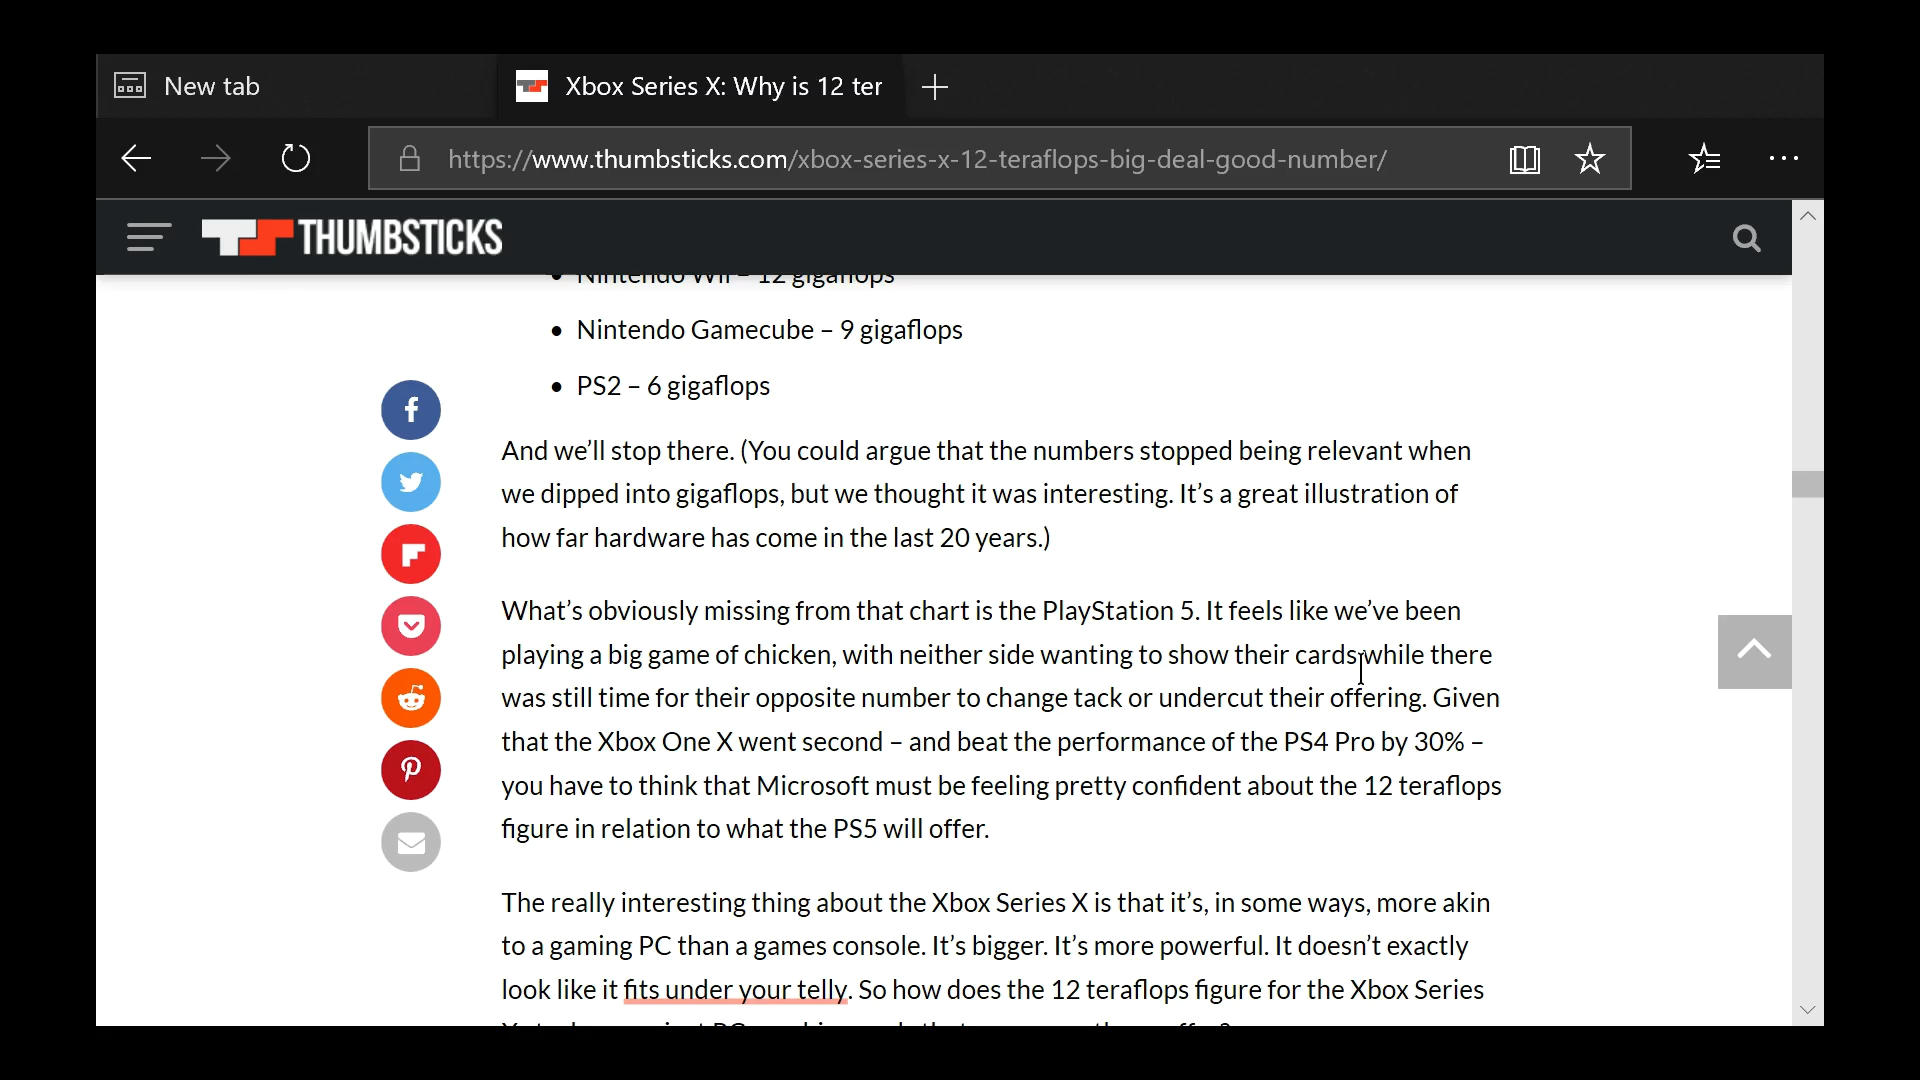 New tab
Xbox Series X: Why is 12 ter
https://www.thumbsticks.com/xbox-series-x-12-teraflops-big-deal-good-number/
THUMBSTICKS
• Nintendo Wii – 12 gigaflops
• Nintendo Gamecube – 9 gigaflops
• PS2 – 6 gigaflops
And we’ll stop there. (You could argue that the numbers stopped being relevant when
we dipped into gigaflops, but we thought it was interesting. It’s a great illustration of
how far hardware has come in the last 20 years.)
What’s obviously missing from that chart is the PlayStation 5. It feels like we’ve been
playing a big game of chicken, with neither side wanting to show their cards while there
was still time for their opposite number to change tack or undercut their offering. Given
that the Xbox One X went second – and beat the performance of the PS4 Pro by 30% –
you have to think that Microsoft must be feeling pretty confident about the 12 teraflops
figure in relation to what the PS5 will offer.
The really interesting thing about the Xbox Series X is that it’s, in some ways, more akin
to a gaming PC than a games console. It’s bigger. It’s more powerful. It doesn’t exactly
look like it fits under your telly. So how does the 12 teraflops figure for the Xbox Series